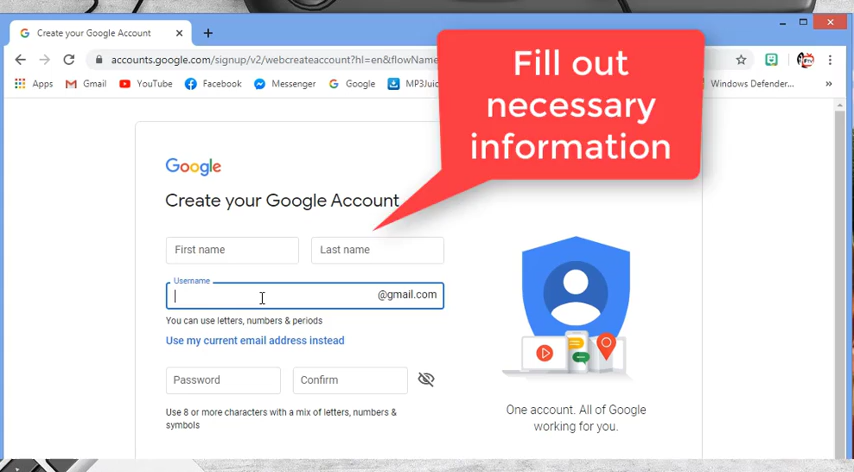 Create your Google Account
accounts.google.com/signup/v2/webcreateaccount?hl=en&flowName
Apps Gmail YouTube Facebook Messenger Google MP3Juic Windows Defender...
Fill out
necessary
information
Google
Create your Google Account
First name Last name
Username
@gmail.com
You can use letters, numbers & periods
Use my current email address instead
Password Confirm
Use 8 or more characters with a mix of letters, numbers &
symbols
One account. All of Google
working for you.